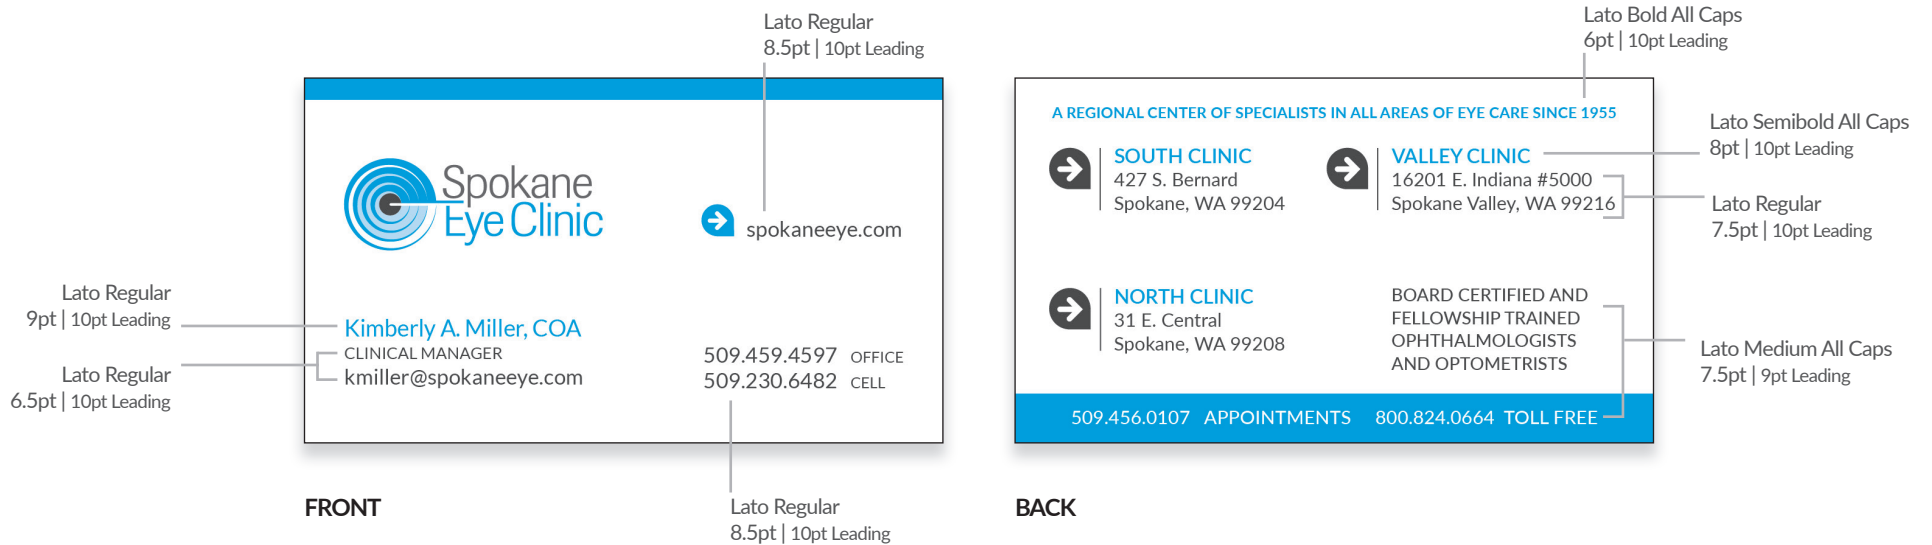 Lato Regular
8.5pt | 10pt Leading
Spokane
Eye Clinic
spokaneeye.com
Lato Regular
9pt | 10pt Leading
Kimberly A. Miller, COA
CLINICAL MANAGER
kmiller@spokaneeye.com
Lato Regular
6.5pt | 10pt Leading
509.459.4597 OFFICE
509.230.6482 CELL
Lato Regular
8.5pt | 10pt Leading
FRONT
Lato Bold All Caps
6pt | 10pt Leading
A REGIONAL CENTER OF SPECIALISTS IN ALL AREAS OF EYE CARE SINCE 1955
SOUTH CLINIC
427 S. Bernard
Spokane, WA 99204
VALLEY CLINIC
16201 E. Indiana #5000
Spokane Valley, WA 99216
Lato Semibold All Caps
8pt | 10pt Leading
Lato Regular
7.5pt | 10pt Leading
NORTH CLINIC
31 E. Central
Spokane, WA 99208
BOARD CERTIFIED AND
FELLOWSHIP TRAINED
OPHTHALMOLOGISTS
AND OPTOMETRISTS
Lato Medium All Caps
7.5pt | 9pt Leading
509.456.0107 APPOINTMENTS 800.824.0664 TOLL FREE
BACK